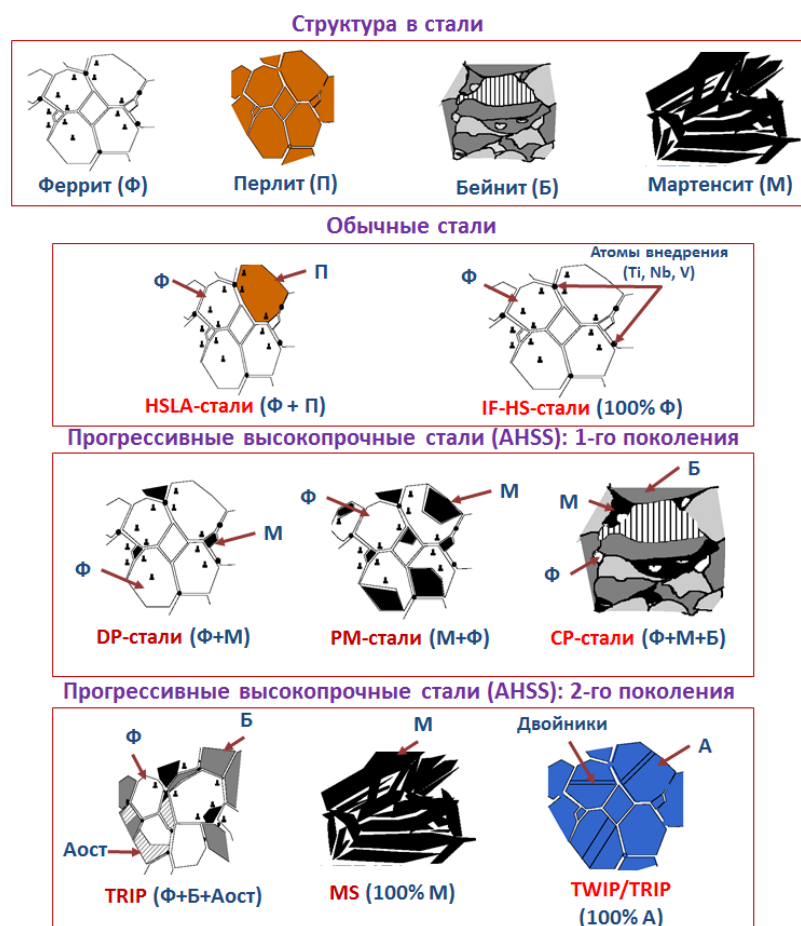 Структура в стали
Феррит (Ф)
Перлит (П)
Бейнит (Б)
Мартенсит (М)
Обычные стали
Ф
П
HSLA-стали (Ф + П)
Ф
Атомы внедрения
(Ti, Nb, V)
IF-HS-стали (100% Ф)
Прогрессивные высокопрочные стали (AHSS): 1-го поколения
Ф
М
DP-стали (Ф+М)
Ф
М
PM-стали (М+Ф)
Б
М
Ф
CP-стали (Ф+М+Б)
Прогрессивные высокопрочные стали (AHSS): 2-го поколения
Ф
Б
Аост
TRIP (Ф+Б+Аост)
М
MS (100% М)
Двойники
А
TWIP/TRIP
(100% А)